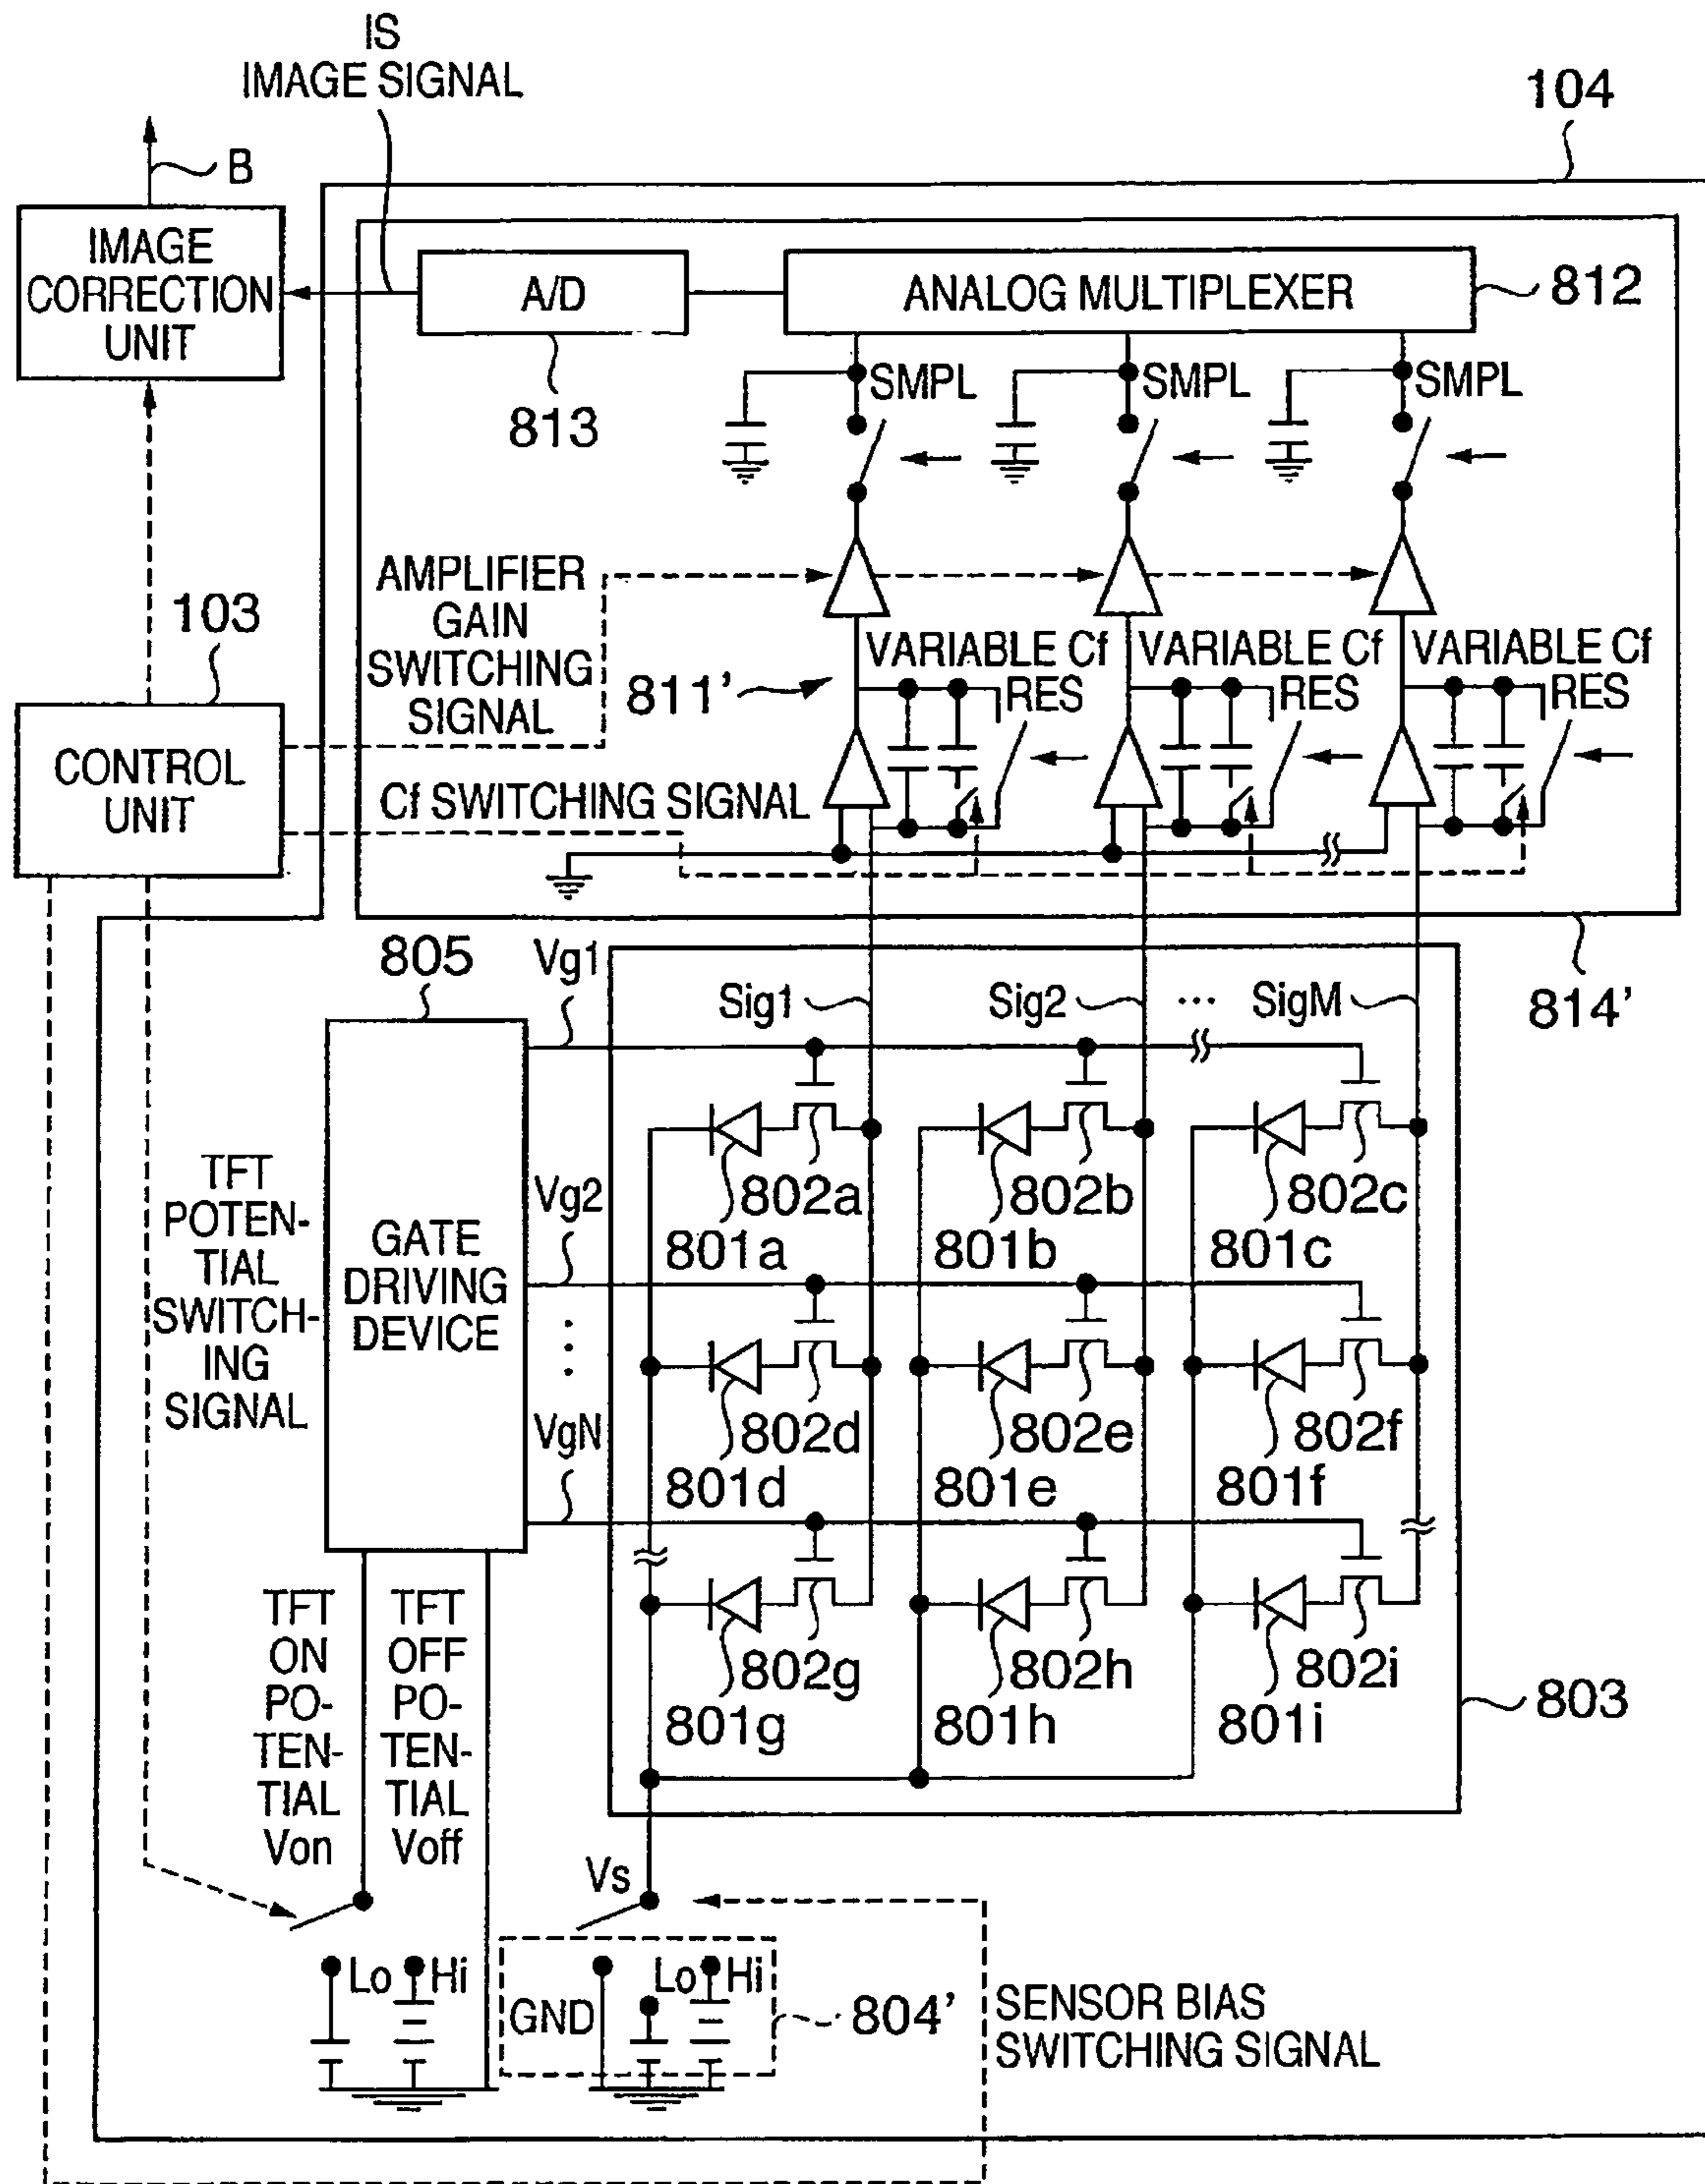 IS
IMAGE SIGNAL
104
B
IMAGE
CORRECTION
UNIT
A/D
ANALOG MULTIPLEXER
812
813
SMPL
SMPL
SMPL
AMPLIFIER
GAIN
SWITCHING
SIGNAL
103
811'
VARIABLE Cf
VARIABLE Cf
VARIABLE Cf
RES
RES
RES
CONTROL
UNIT
Cf SWITCHING SIGNAL
814'
805
Vg1
Sig1
Sig2
...
SigM
TFT
POTEN-
TIAL
SWITCH-
ING
SIGNAL
GATE
DRIVING
DEVICE
Vg2
VgN
802a
802b
802c
801a
801b
801c
802d
802e
802f
801d
801e
801f
802g
802h
802i
801g
801h
801i
803
TFT
ON
PO-
TEN-
TIAL
Von
TFT
OFF
PO-
TEN-
TIAL
Voff
Vs
Lo
Hi
GND
Lo
Hi
804'
SENSOR BIAS
SWITCHING SIGNAL